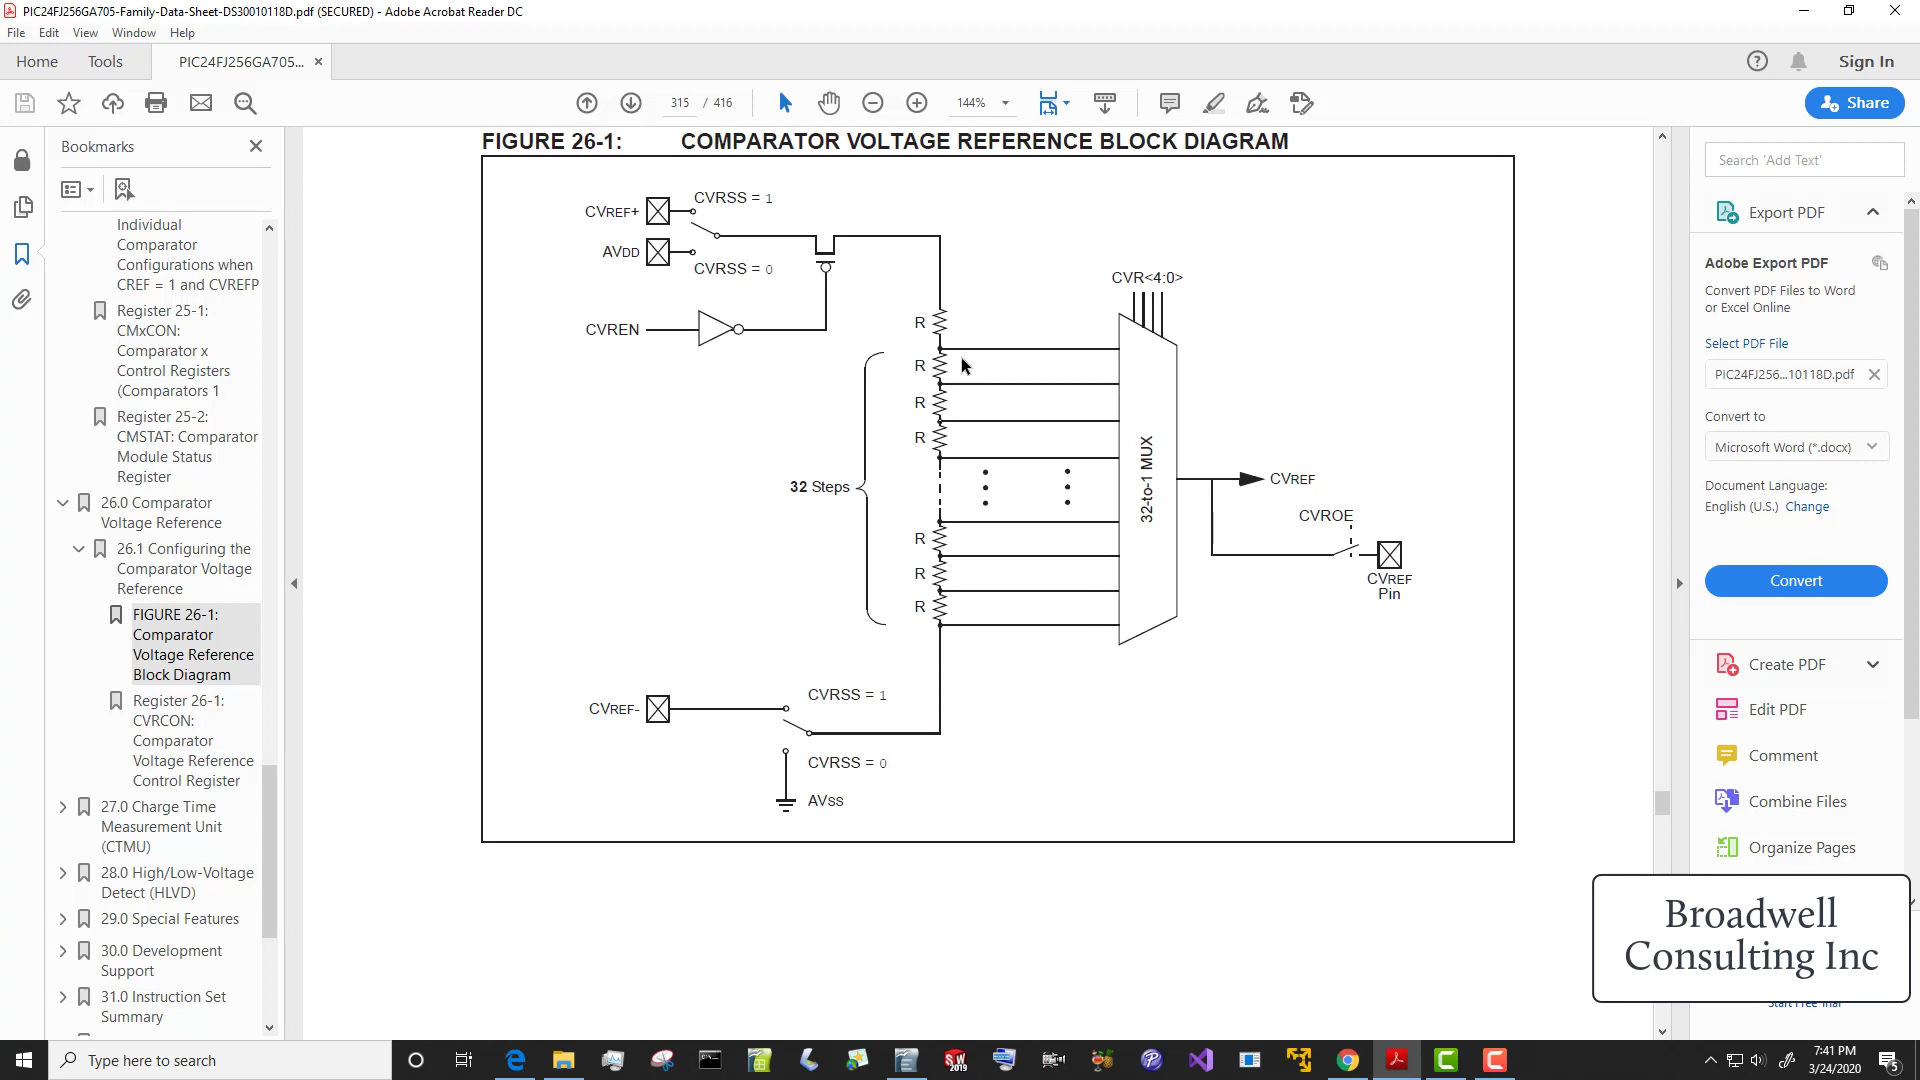 PIC24FJ256GA705-Family-Data-Sheet-DS30010118D.pdf (SECURED) - Adobe Acrobat Reader DC
File Edit View Window Help
Home Tools PIC24FJ256GA705... ×
Sign In
315 / 416
144%
Share
Bookmarks
Individual
Comparator
Configurations when
CREF = 1 and CVREFP
Register 25-1:
CMxCON:
Comparator x
Control Registers
(Comparators 1
Register 25-2:
CMSTAT: Comparator
Module Status
Register
26.0 Comparator
Voltage Reference
26.1 Configuring the
Comparator Voltage
Reference
FIGURE 26-1:
Comparator
Voltage Reference
Block Diagram
Register 26-1:
CVRCON:
Comparator
Voltage Reference
Control Register
27.0 Charge Time
Measurement Unit
(CTMU)
28.0 High/Low-Voltage
Detect (HLVD)
29.0 Special Features
30.0 Development
Support
31.0 Instruction Set
Summary
FIGURE 26-1: COMPARATOR VOLTAGE REFERENCE BLOCK DIAGRAM
CVRSS = 1
CVREF+
AVDD
CVRSS = 0
CVR<4:0>
CVREN
R
R
R
R
32 Steps
32-to-1 MUX
CVREF
CVROE
R
R
R
CVREF
Pin
CVRSS = 1
CVREF-
CVRSS = 0
AVSS
Search 'Add Text'
Export PDF
Adobe Export PDF
Convert PDF Files to Word
or Excel Online
Select PDF File
PIC24FJ256...10118D.pdf
Convert to
Microsoft Word (*.docx)
Document Language:
English (U.S.) Change
Convert
Create PDF
Edit PDF
Comment
Combine Files
Organize Pages
Broadwell
Consulting Inc
Start Free Trial
Type here to search
SW
2019
7:41 PM
3/24/2020
5